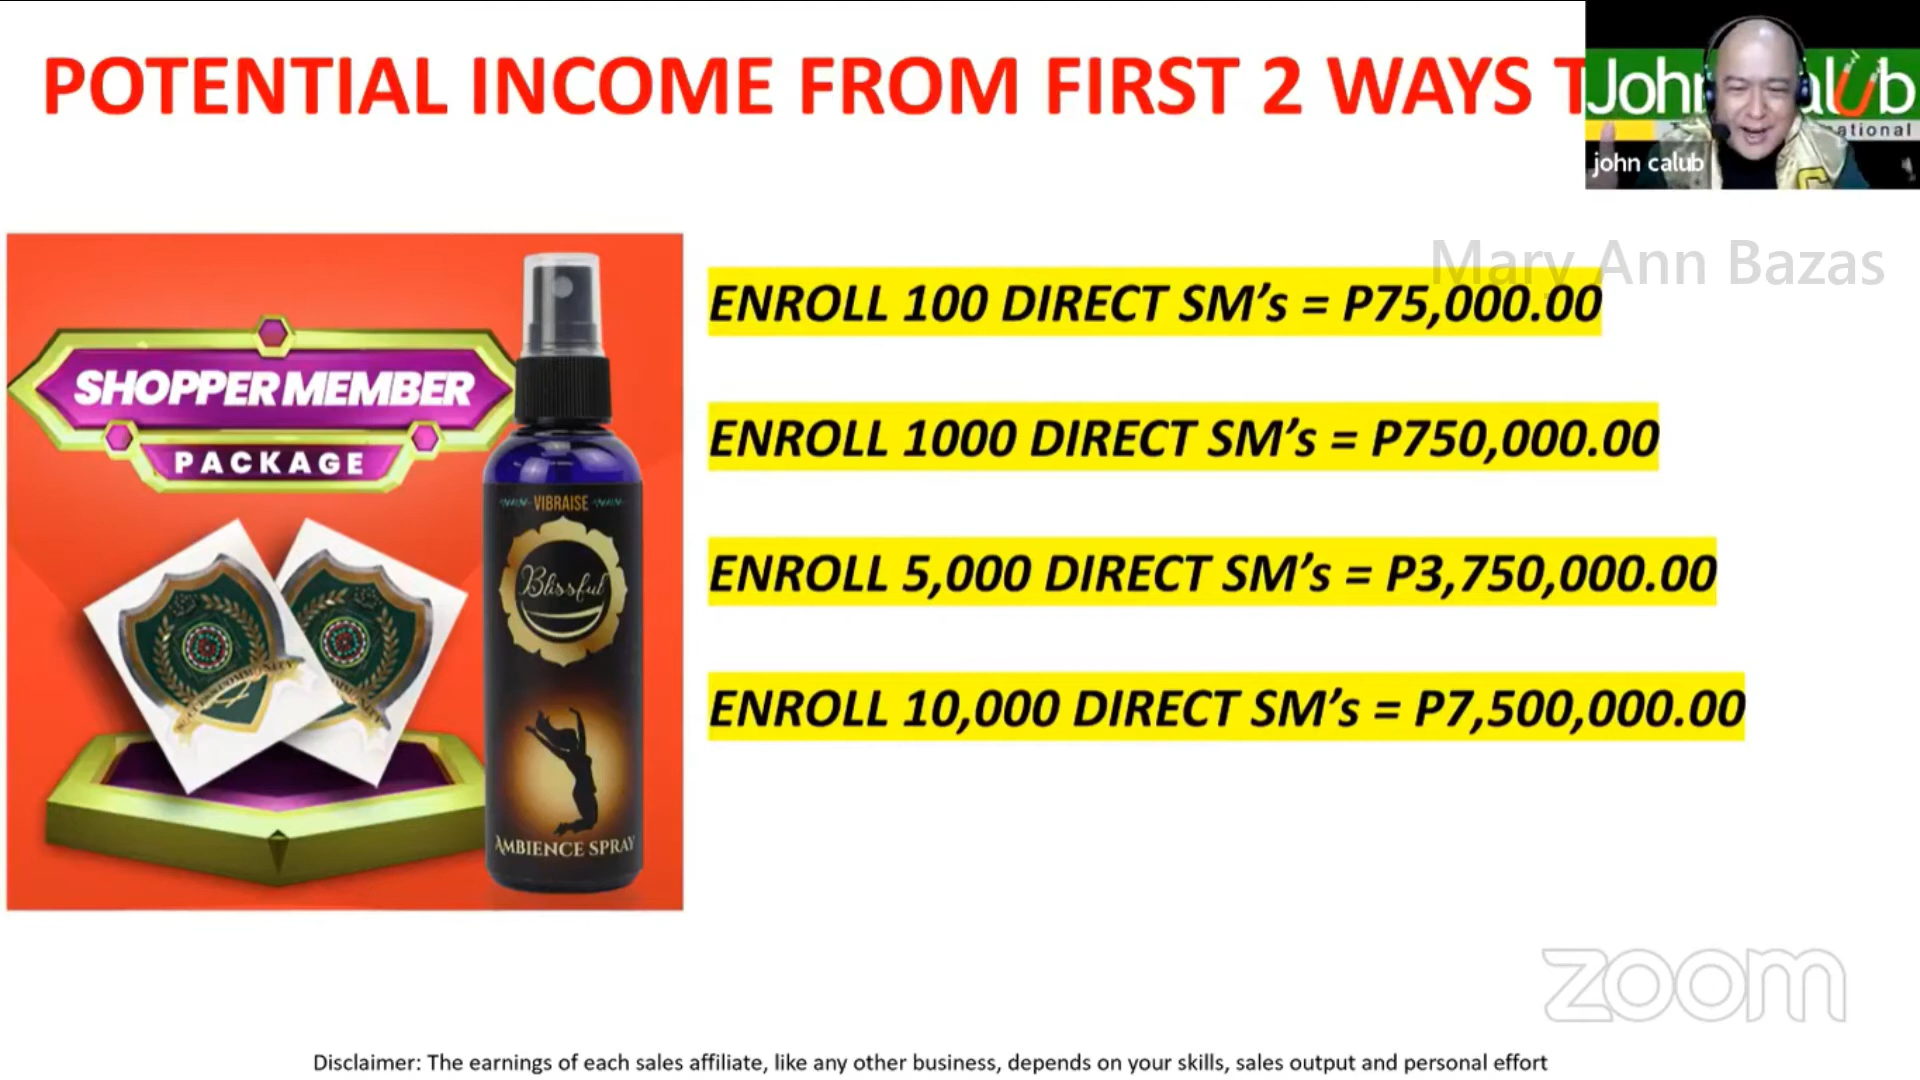 POTENTIAL INCOME FROM FIRST 2 WAYS T
John Calub
national
john calub
Mary Ann Bazas
ENROLL 100 DIRECT SM’s = P75,000.00
ENROLL 1000 DIRECT SM’s = P750,000.00
ENROLL 5,000 DIRECT SM’s = P3,750,000.00
ENROLL 10,000 DIRECT SM’s = P7,500,000.00
SHOPPER MEMBER
PACKAGE
VIBRAISE
Blissful
AMBIENCE SPRAY
zoom
Disclaimer: The earnings of each sales affiliate, like any other business, depends on your skills, sales output and personal effort